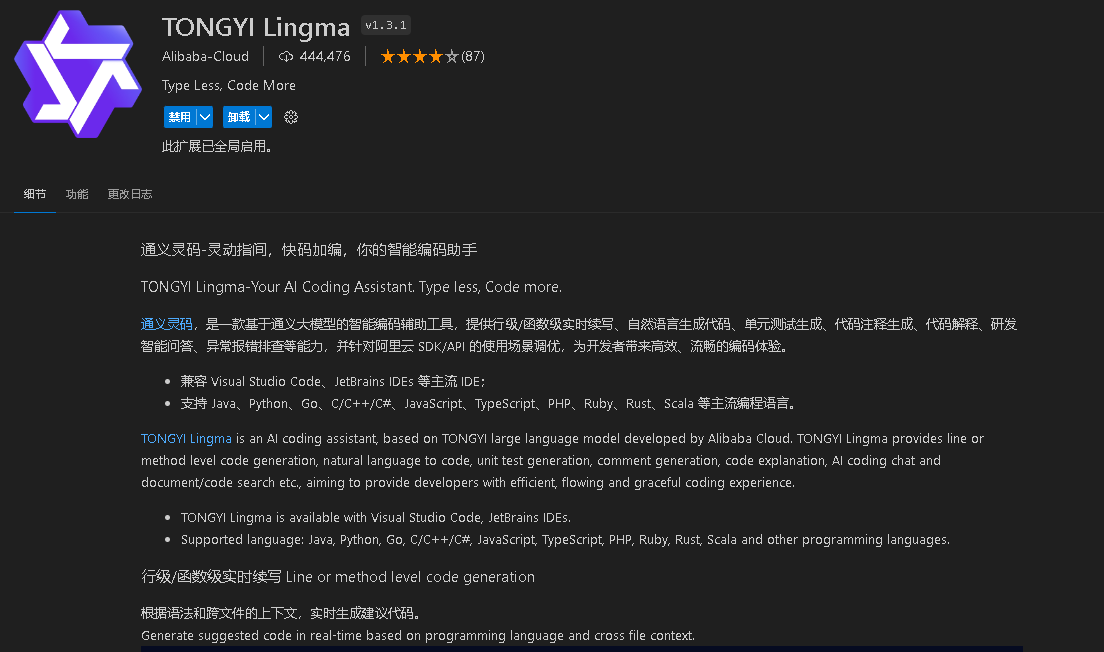 TONGYI Lingma v1.3.1
Alibaba-Cloud 444,476 (87)
Type Less, Code More
禁用 卸载
此扩展已全局启用。
细节 功能 更改日志
通义灵码-灵动指间，快码加编，你的智能编码助手
TONGYI Lingma-Your AI Coding Assistant. Type less, Code more.
通义灵码，是一款基于通义大模型的智能编码辅助工具，提供行级/函数级实时续写、自然语言生成代码、单元测试生成、代码注释生成、代码解释、研发
智能问答、异常报错排查等能力，并针对阿里云 SDK/API 的使用场景调优，为开发者带来高效、流畅的编码体验。
• 兼容 Visual Studio Code、JetBrains IDEs 等主流 IDE；
• 支持 Java、Python、Go、C/C++/C#、JavaScript、TypeScript、PHP、Ruby、Rust、Scala 等主流编程语言。
TONGYI Lingma is an AI coding assistant, based on TONGYI large language model developed by Alibaba Cloud. TONGYI Lingma provides line or
method level code generation, natural language to code, unit test generation, comment generation, code explanation, AI coding chat and
document/code search etc., aiming to provide developers with efficient, flowing and graceful coding experience.
• TONGYI Lingma is available with Visual Studio Code, JetBrains IDEs.
• Supported language: Java, Python, Go, C/C++/C#, JavaScript, TypeScript, PHP, Ruby, Rust, Scala and other programming languages.
行级/函数级实时续写 Line or method level code generation
根据语法和跨文件的上下文，实时生成建议代码。
Generate suggested code in real-time based on programming language and cross file context.